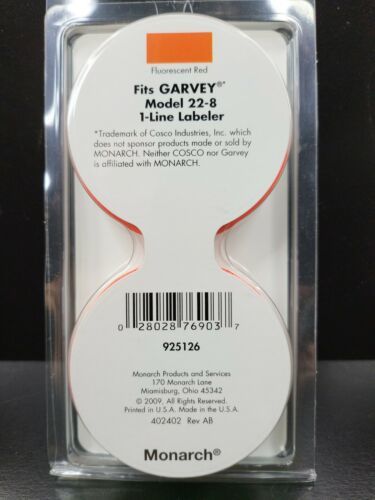 Fluorescent Red
Fits GARVEY®*
Model 22-8
1-Line Labeler
*Trademark of Cosco Industries, Inc. which
does not sponsor products made or sold by
MONARCH. Neither COSCO nor Garvey
is affiliated with MONARCH.
0 28028 76903 7
925126
Monarch Products and Services
170 Monarch Lane
Miamisburg, Ohio 45342
© 2009, All Rights Reserved.
Printed in U.S.A. Made in the U.S.A.
402402 Rev AB
Monarch®